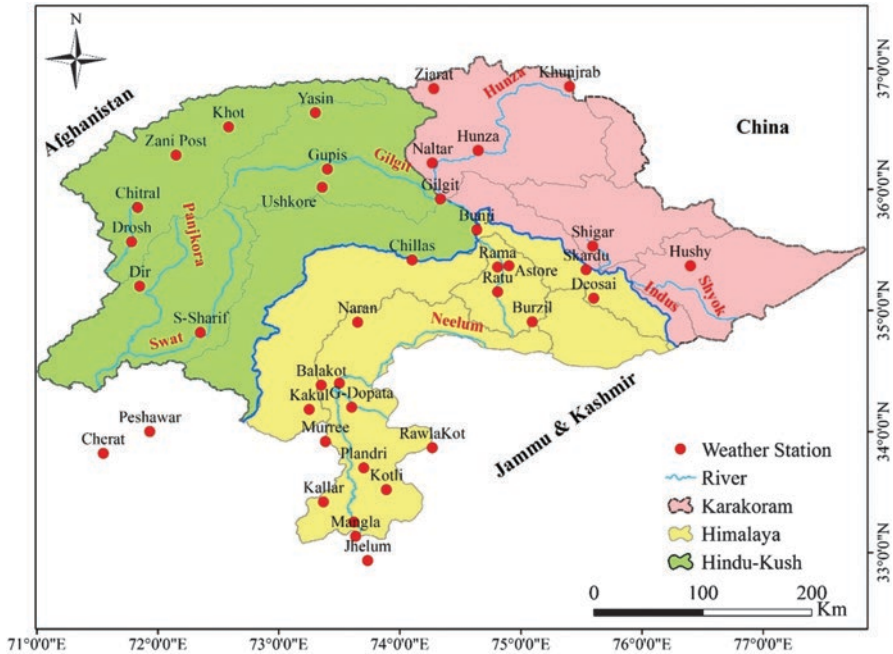 N
Ziarat
Khunjrab
37°0'0"N
Afghanistan
Hunza
Yasin
Khot
China
Zani Post
Naltar
Hunza
Gupis
Gilgit
36°0'0"N
Ushkore
Gilgit
Chitral
Panjkora
Bunji
Drosh
Shigar
Chillas
Rama
Skardu
Hushy
Dir
Astore
Ratu
Deosai
Indus
Shyok
Naran
Burzil
35°0'0"N
S-Sharif
Neelum
Swat
Balakot
G-Dopata
Kakul
Jammu & Kashmir
Peshawar
Murree
RawlaKot
34°0'0"N
Cherat
Plandri
Weather Station
Kotli
River
Kallar
Karakoram
Mangla
Himalaya
Jhelum
Hindu-Kush
33°0'0"N
0 100 200
Km
71°0'0"E 72°0'0"E 73°0'0"E 74°0'0"E 75°0'0"E 76°0'0"E 77°0'0"E